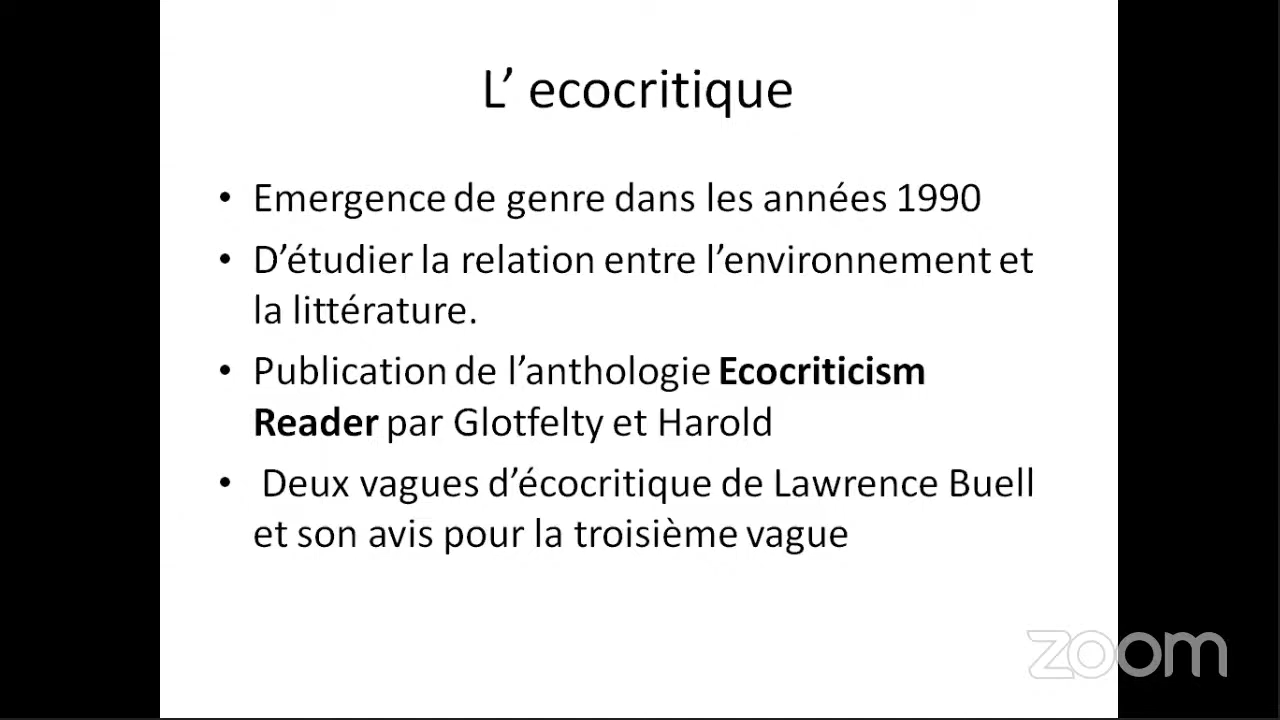 L’ ecocritique
• Emergence de genre dans les années 1990
• D’étudier la relation entre l’environnement et
la littérature.
• Publication de l’anthologie Ecocriticism
Reader par Glotfelty et Harold
• Deux vagues d’écocritique de Lawrence Buell
et son avis pour la troisième vague
zoom